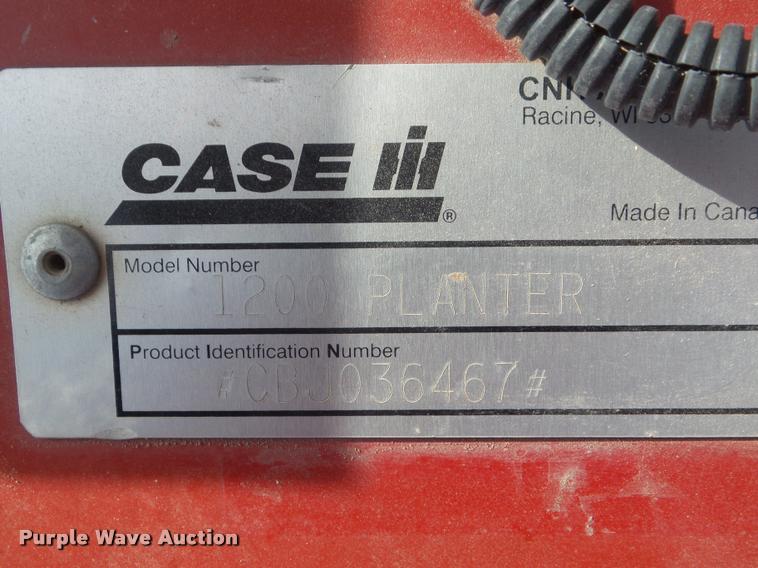 CNH
Racine, WI 53
CASE IH
®
Made In Cana
Model Number
1200 PLANTER
Product Identification Number
#CBJ036467#
Purple Wave Auction